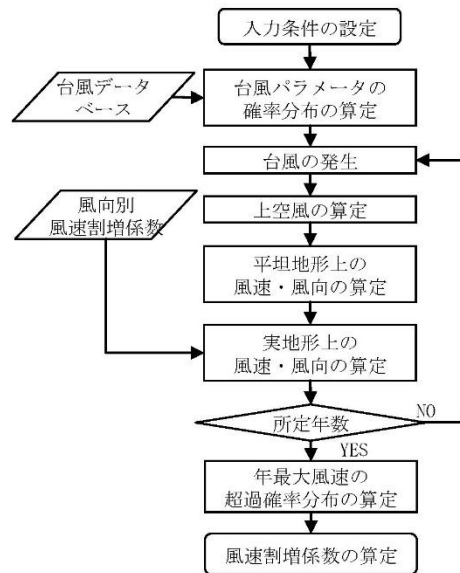 入力条件の設定
台風データ
ベース
台風パラメータの
確率分布の算定
台風の発生
風向別
風速割増係数
上空風の算定
平坦地形上の
風速・風向の算定
実地形上の
風速・風向の算定
所定年数
NO
YES
年最大風速の
超過確率分布の算定
風速割増係数の算定